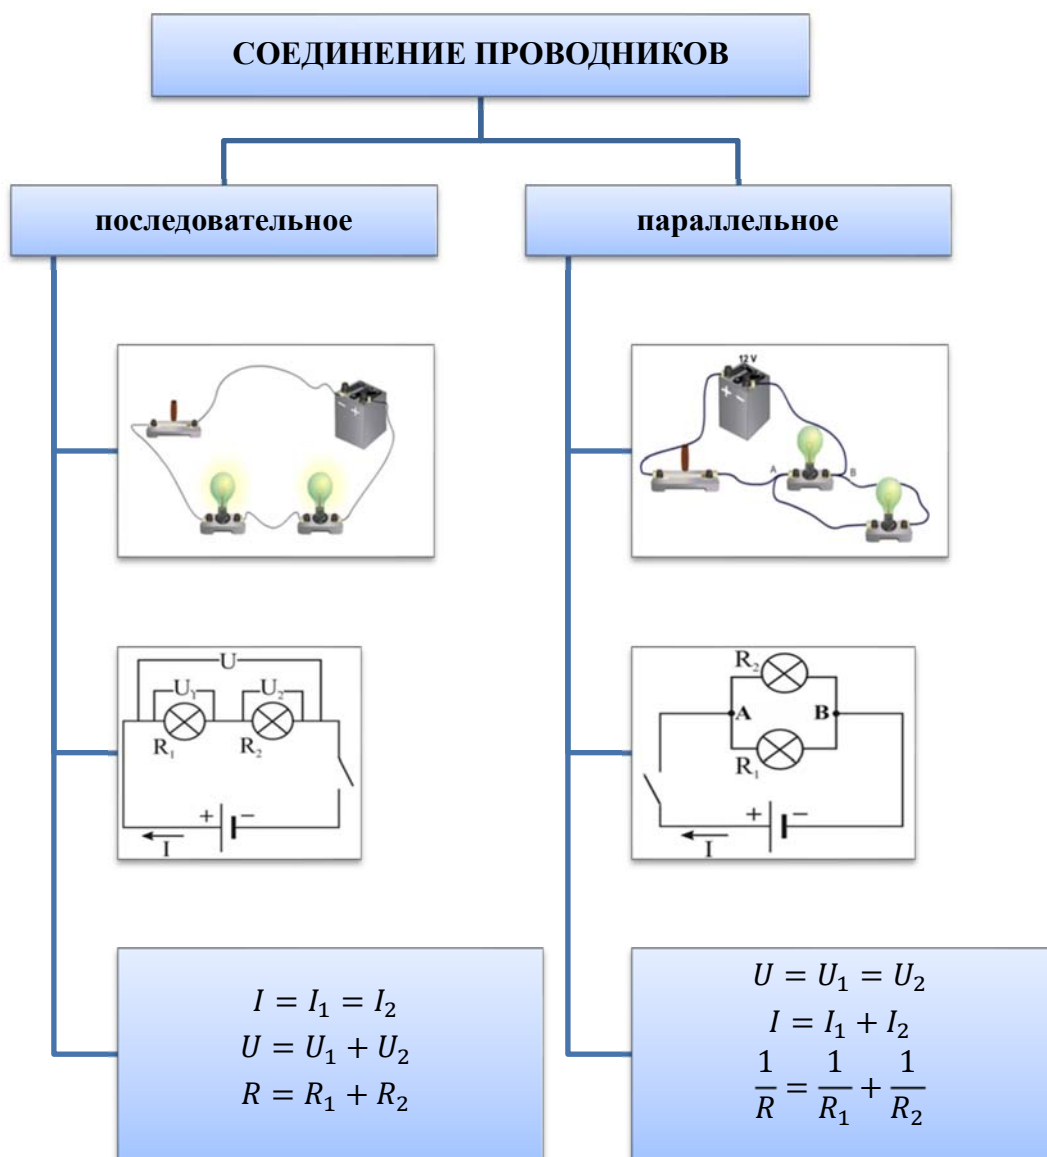 СОЕДИНЕНИЕ ПРОВОДНИКОВ
последовательное
параллельное
− +
12 V
+ −
A
B
U
U₁
U₂
R₁
R₂
+ −
I
R₂
A
B
R₁
+ −
I
I = I₁ = I₂
U = U₁ + U₂
R = R₁ + R₂
U = U₁ = U₂
I = I₁ + I₂
1/R = 1/R₁ + 1/R₂